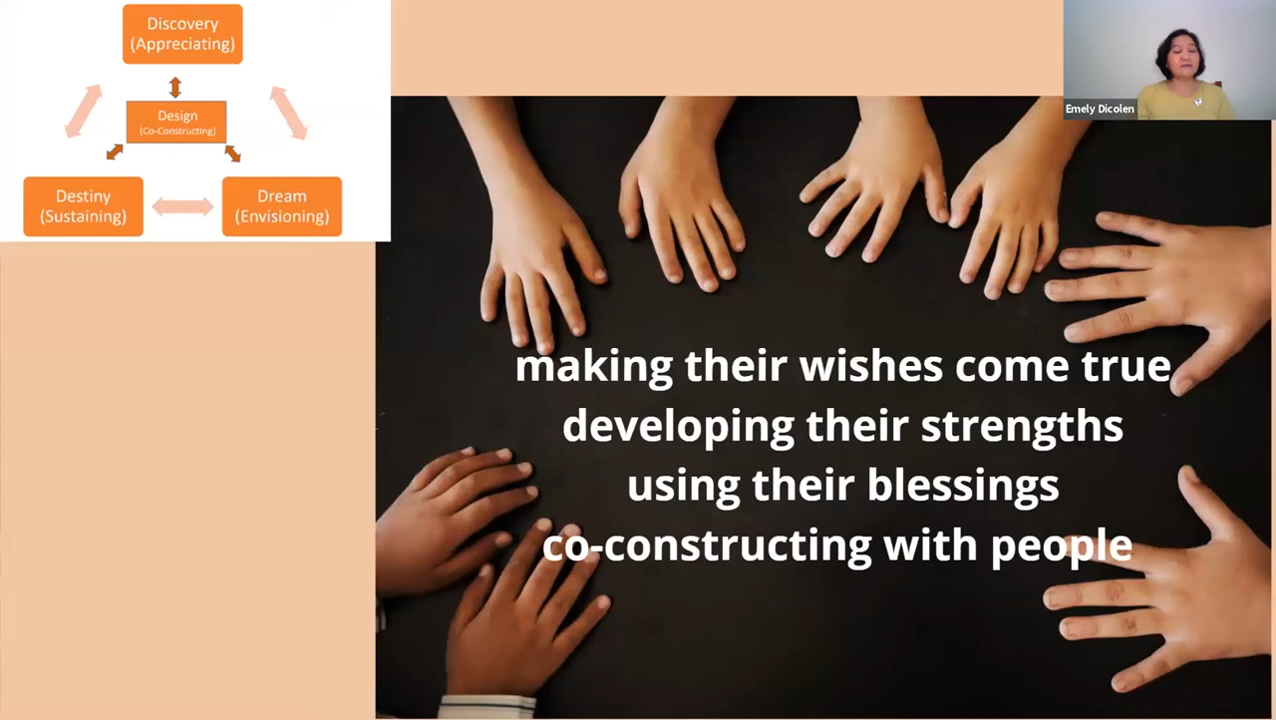 Discovery
(Appreciating)
Design
(Co-Constructing)
Destiny
(Sustaining)
Dream
(Envisioning)
Emely Dicolen
making their wishes come true
developing their strengths
using their blessings
co-constructing with people